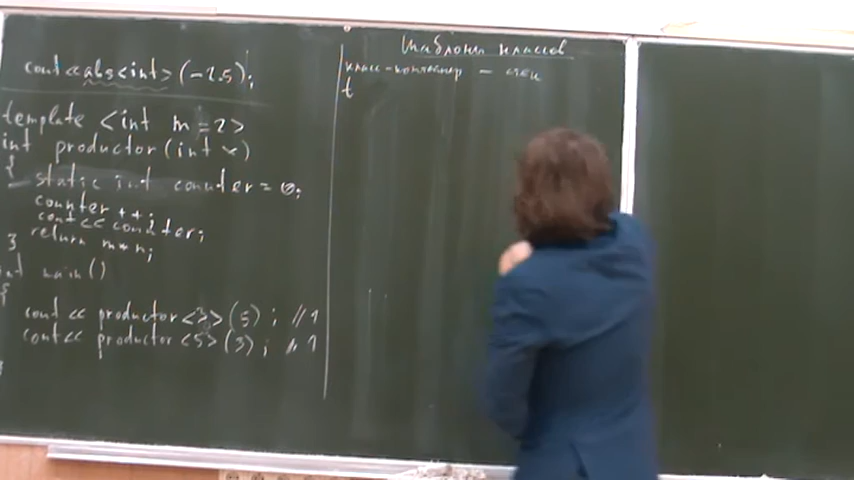 cout<<abs<int>(-2.5);
template <int m=2>
int productor(int x)
{
static int counter = 0;
counter++;
cout<<counter;
return m*n;
}
int main()
{
cout << productor<3>(5); //1
cout<< productor<5>(3); //1
}
Шаблоны классов
класс-контейнер - стек
t